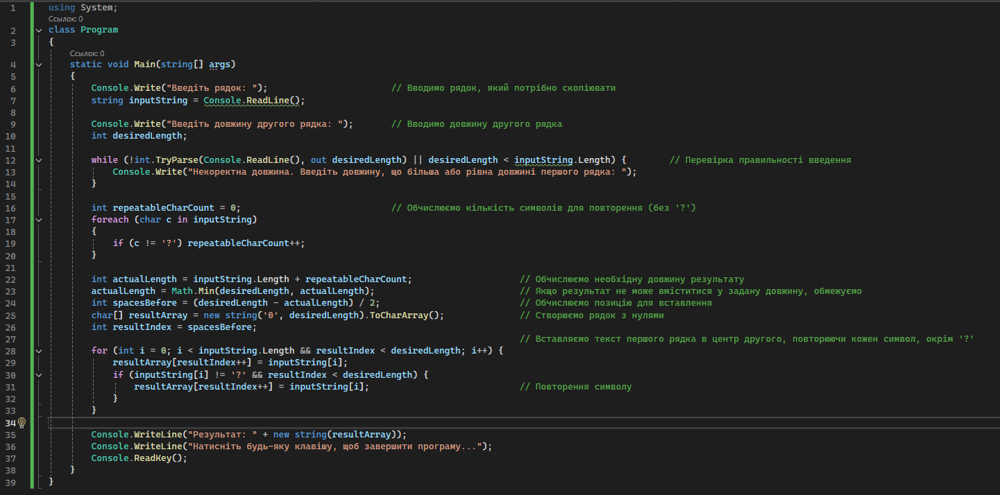 1 using System;
Ссылок: 0
2 class Program
3 {
Ссылок: 0
4 static void Main(string[] args)
5 {
6 Console.Write("Введіть рядок: "); // Вводимо рядок, який потрібно скопіювати
7 string inputString = Console.ReadLine();
8
9 Console.Write("Введіть довжину другого рядка: "); // Вводимо довжину другого рядка
10 int desiredLength;
11
12 while (!int.TryParse(Console.ReadLine(), out desiredLength) || desiredLength < inputString.Length) { // Перевірка правильності введення
13 Console.Write("Некоректна довжина. Введіть довжину, що більша або рівна довжині першого рядка: ");
14 }
15
16 int repeatableCharCount = 0; // Обчислюємо кількість символів для повторення (без '?')
17 foreach (char c in inputString)
18 {
19 if (c != '?') repeatableCharCount++;
20 }
21
22 int actualLength = inputString.Length + repeatableCharCount; // Обчислюємо необхідну довжину результату
23 actualLength = Math.Min(desiredLength, actualLength); // Якщо результат не може вміститися у задану довжину, обмежуємо
24 int spacesBefore = (desiredLength - actualLength) / 2; // Обчислюємо позицію для вставлення
25 char[] resultArray = new string('0', desiredLength).ToCharArray(); // Створюємо рядок з нулями
26 int resultIndex = spacesBefore;
27 // Вставляємо текст першого рядка в центр другого, повторюючи кожен символ, окрім '?'
28 for (int i = 0; i < inputString.Length && resultIndex < desiredLength; i++) {
29 resultArray[resultIndex++] = inputString[i];
30 if (inputString[i] != '?' && resultIndex < desiredLength) {
31 resultArray[resultIndex++] = inputString[i]; // Повторення символу
32 }
33 }
34
35 Console.WriteLine("Результат: " + new string(resultArray));
36 Console.WriteLine("Натисніть будь-яку клавішу, щоб завершити програму...");
37 Console.ReadKey();
38 }
39 }